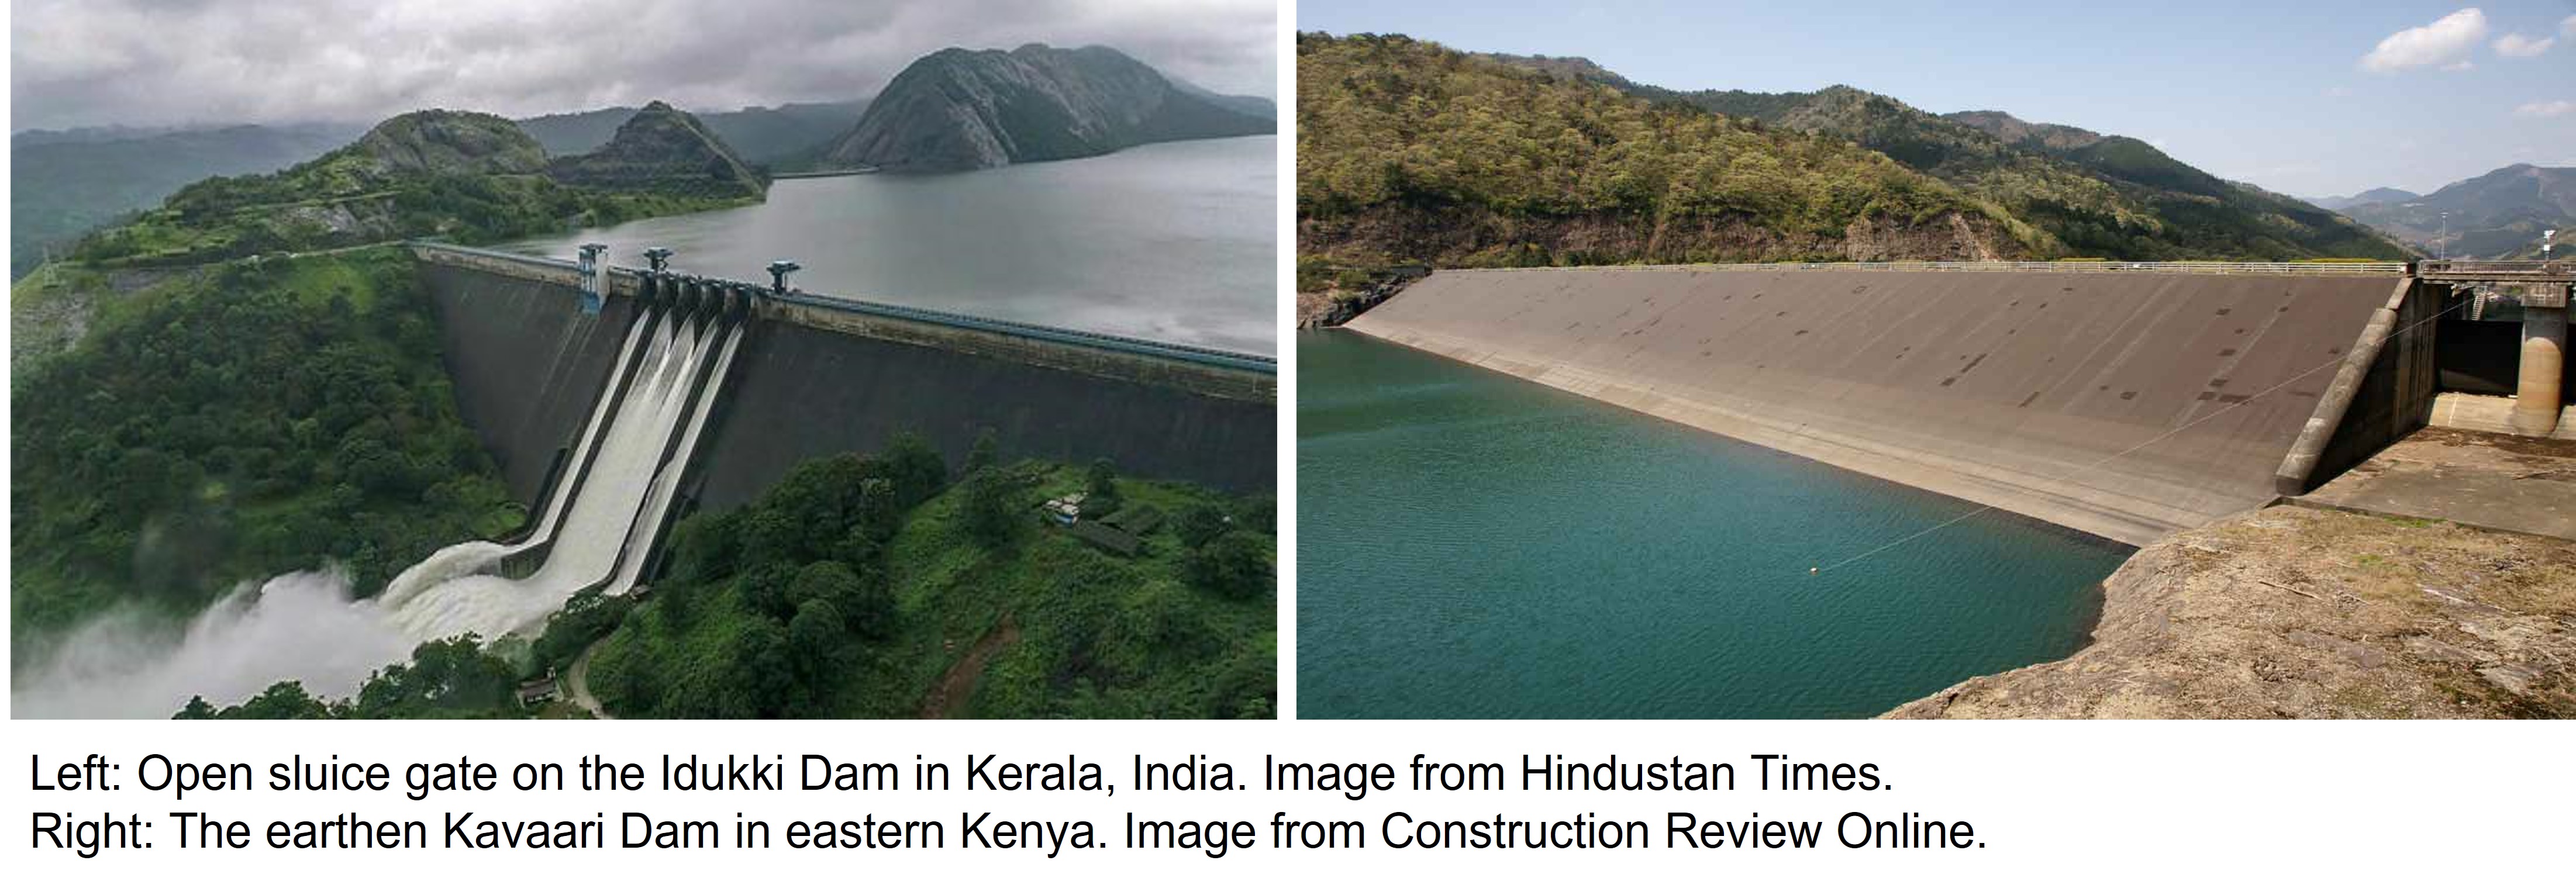 Left: Open sluice gate on the Idukki Dam in Kerala, India. Image from Hindustan Times.
Right: The earthen Kavaari Dam in eastern Kenya. Image from Construction Review Online.